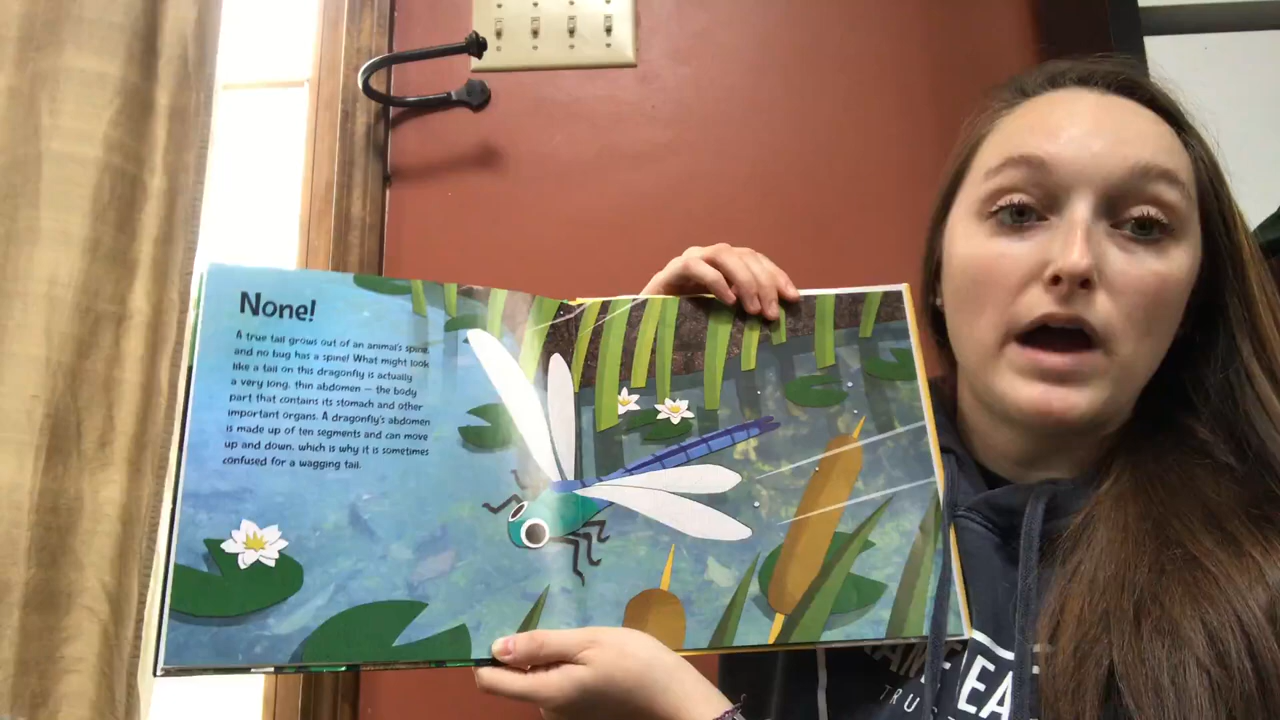 None!
A true tail grows out of an animal's spine,
and no bug has a spine! What might look
like a tail on this dragonfly is actually
a very long, thin abdomen — the body
part that contains its stomach and other
important organs. A dragonfly's abdomen
is made up of ten segments and can move
up and down, which is why it is sometimes
confused for a wagging tail.